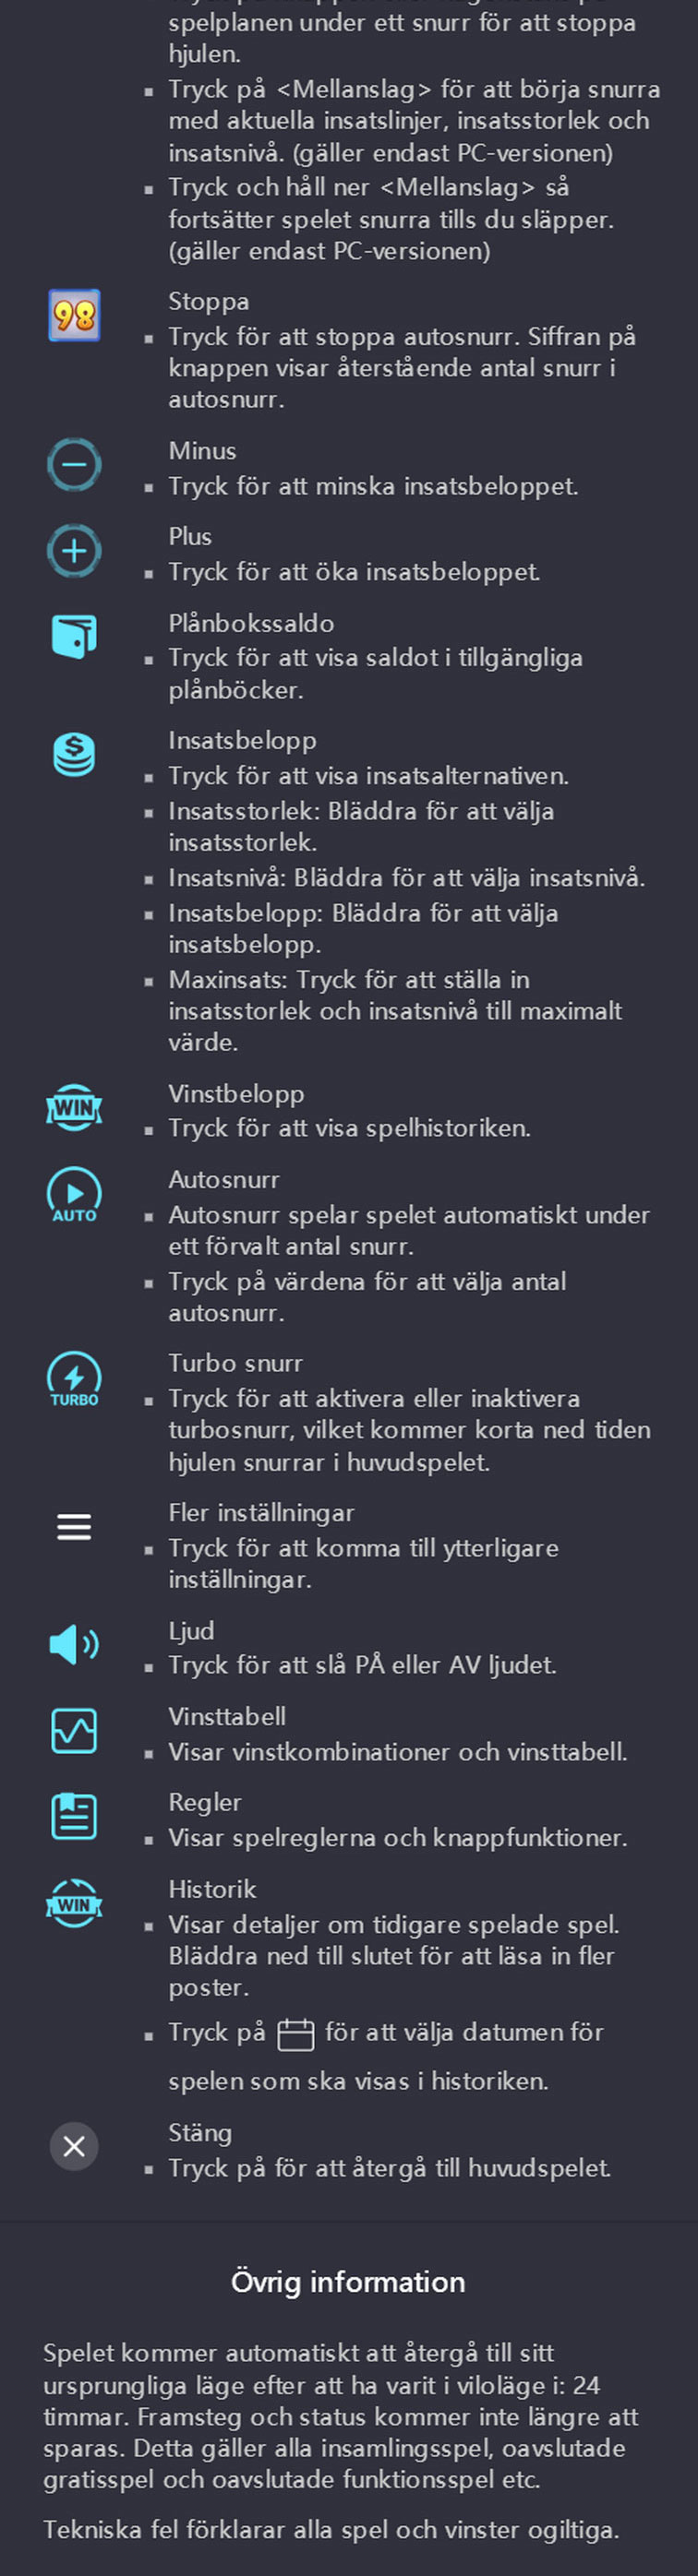 spelplanen under ett snurr för att stoppa
hjulen.
Tryck på <Mellanslag> för att börja snurra
med aktuella insatslinjer, insatsstorlek och
insatsnivå. (gäller endast PC-versionen)
Tryck och håll ner <Mellanslag> så
fortsätter spelet snurra tills du släpper.
(gäller endast PC-versionen)
98
Stoppa
Tryck för att stoppa autosnurr. Siffran på
knappen visar återstående antal snurr i
autosnurr.
Minus
Tryck för att minska insatsbeloppet.
Plus
Tryck för att öka insatsbeloppet.
Plånbokssaldo
Tryck för att visa saldot i tillgängliga
plånböcker.
Insatsbelopp
Tryck för att visa insatsalternativen.
Insatsstorlek: Bläddra för att välja
insatsstorlek.
Insatsnivå: Bläddra för att välja insatsnivå.
Insatsbelopp: Bläddra för att välja
insatsbelopp.
Maxinsats: Tryck för att ställa in
insatsstorlek och insatsnivå till maximalt
värde.
WIN
Vinstbelopp
Tryck för att visa spelhistoriken.
AUTO
Autosnurr
Autosnurr spelar spelet automatiskt under
ett förvalt antal snurr.
Tryck på värdena för att välja antal
autosnurr.
TURBO
Turbo snurr
Tryck för att aktivera eller inaktivera
turbosnurr, vilket kommer korta ned tiden
hjulen snurrar i huvudspelet.
Fler inställningar
Tryck för att komma till ytterligare
inställningar.
Ljud
Tryck för att slå PÅ eller AV ljudet.
Vinsttabell
Visar vinstkombinationer och vinsttabell.
Regler
Visar spelreglerna och knappfunktioner.
WIN
Historik
Visar detaljer om tidigare spelade spel.
Bläddra ned till slutet för att läsa in fler
poster.
Tryck på för att välja datumen för
spelen som ska visas i historiken.
Stäng
Tryck på för att återgå till huvudspelet.
Övrig information
Spelet kommer automatiskt att återgå till sitt
ursprungliga läge efter att ha varit i viloläge i: 24
timmar. Framsteg och status kommer inte längre att
sparas. Detta gäller alla insamlingsspel, oavslutade
gratisspel och oavslutade funktionsspel etc.
Tekniska fel förklarar alla spel och vinster ogiltiga.